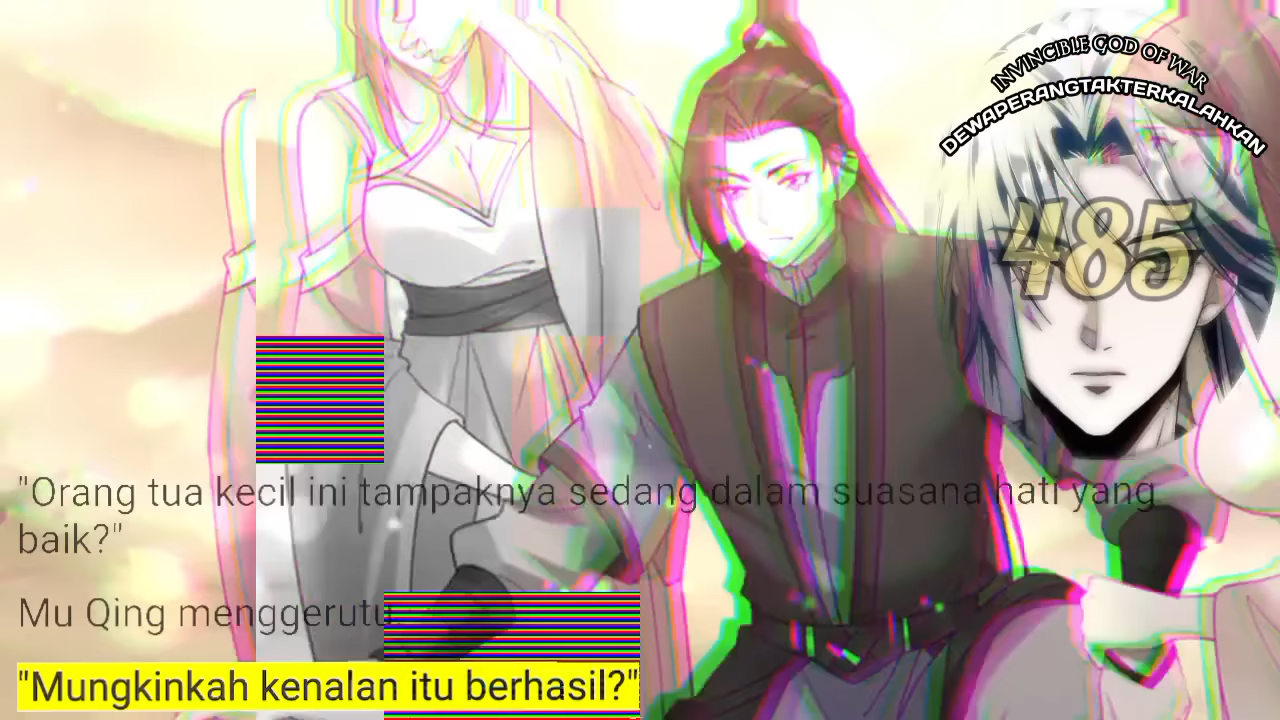 INVINCIBLE GOD OF WAR
DEWAPERANGTAKTERKALAHKAN
485
"Orang tua kecil ini tampaknya sedang dalam suasana hati yang
baik?"
Mu Qing menggerutu.
"Mungkinkah kenalan itu berhasil?"